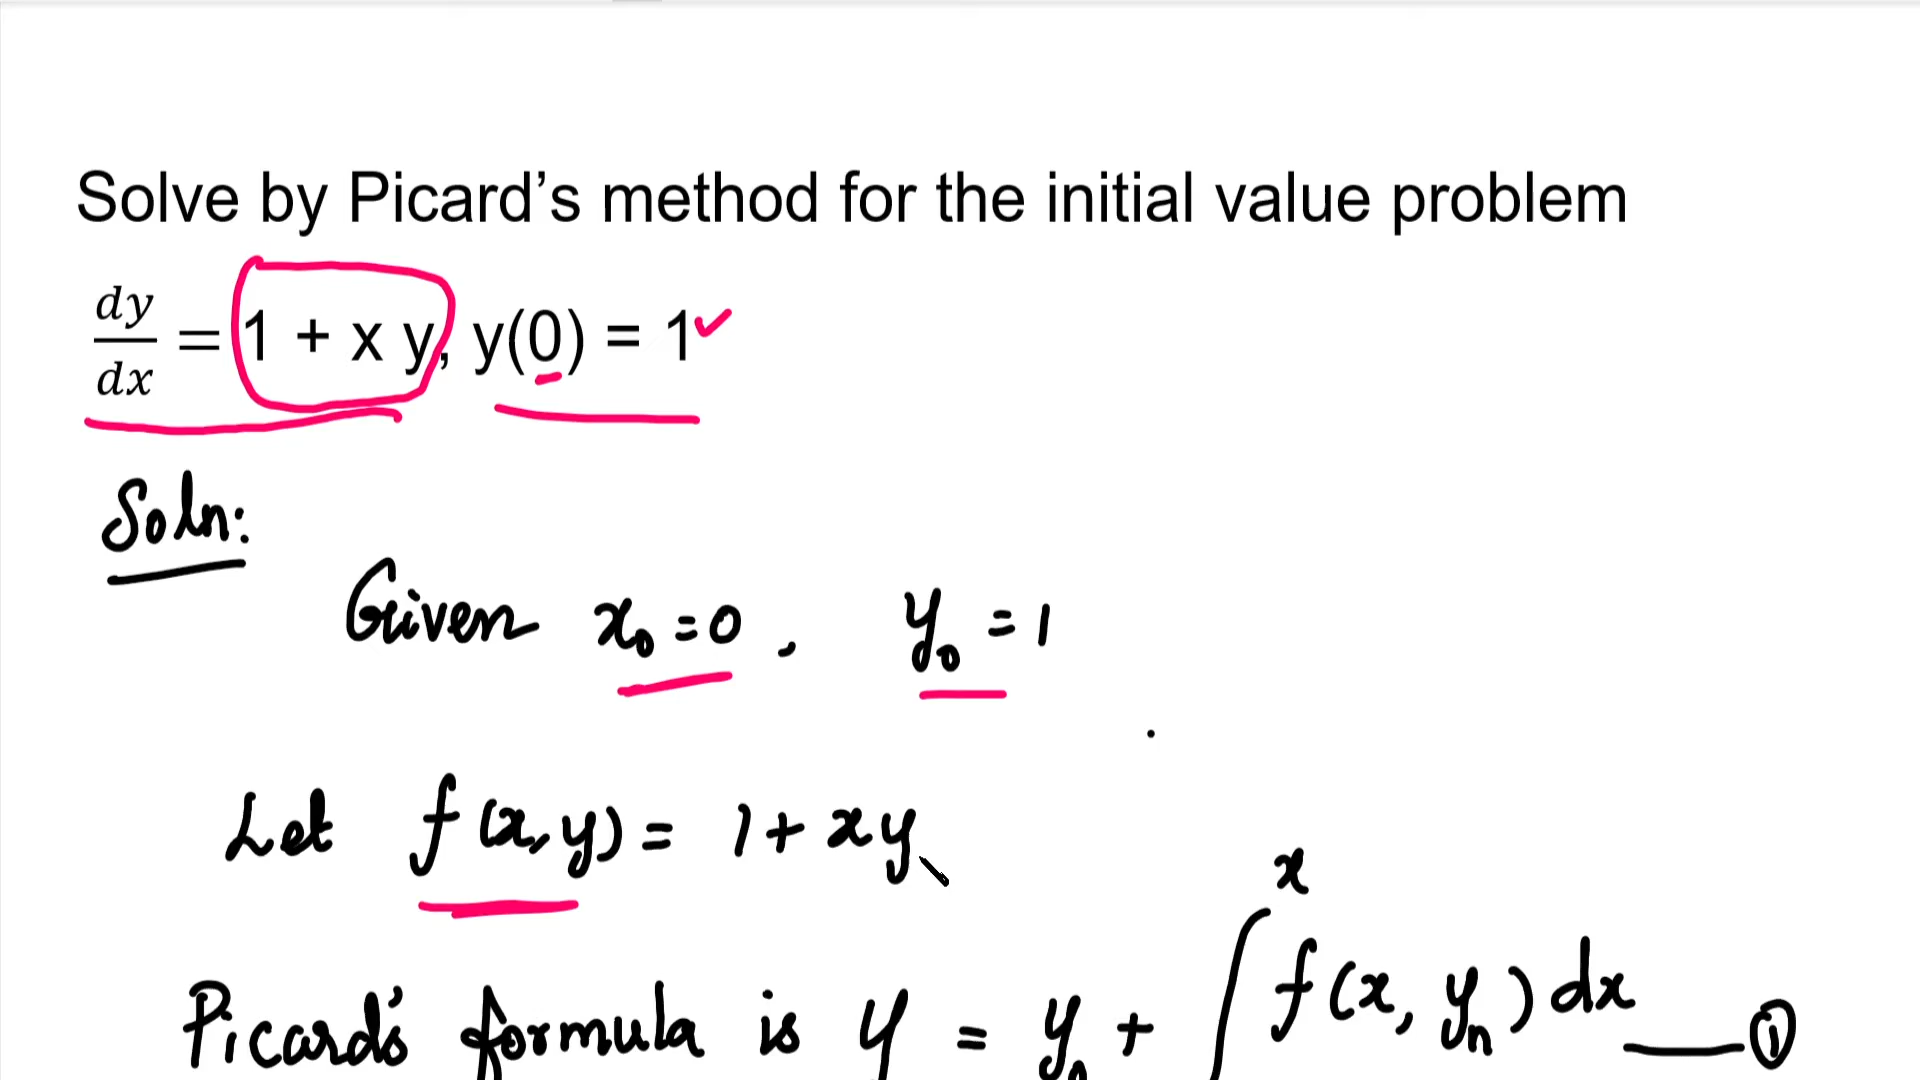 Solve by Picard’s method for the initial value problem
dy/dx = 1 + x y, y(0) = 1
Soln:
Given x₀ = 0, y₀ = 1
Let f(x, y) = 1 + xy
Picard's formula is y = y₀ + ∫ˣ f(x, yₙ) dx — ①